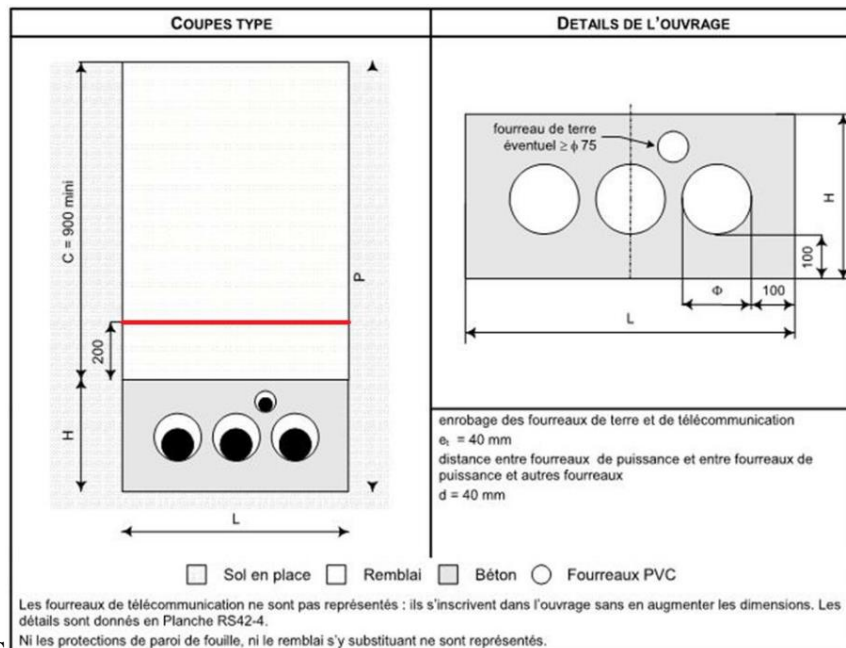 COUPES TYPE
DETAILS DE L'OUVRAGE
C = 900 mini
P
200
H
L
fourreau de terre
éventuel ≥ ϕ 75
H
100
Φ
100
L
enrobage des fourreaux de terre et de télécommunication
et = 40 mm
distance entre fourreaux de puissance et entre fourreaux de
puissance et autres fourreaux
d = 40 mm
Sol en place
Remblai
Béton
Fourreaux PVC
Les fourreaux de télécommunication ne sont pas représentés : ils s'inscrivent dans l'ouvrage sans en augmenter les dimensions. Les
détails sont donnés en Planche RS42-4.
Ni les protections de paroi de fouille, ni le remblai s'y substituant ne sont représentés.